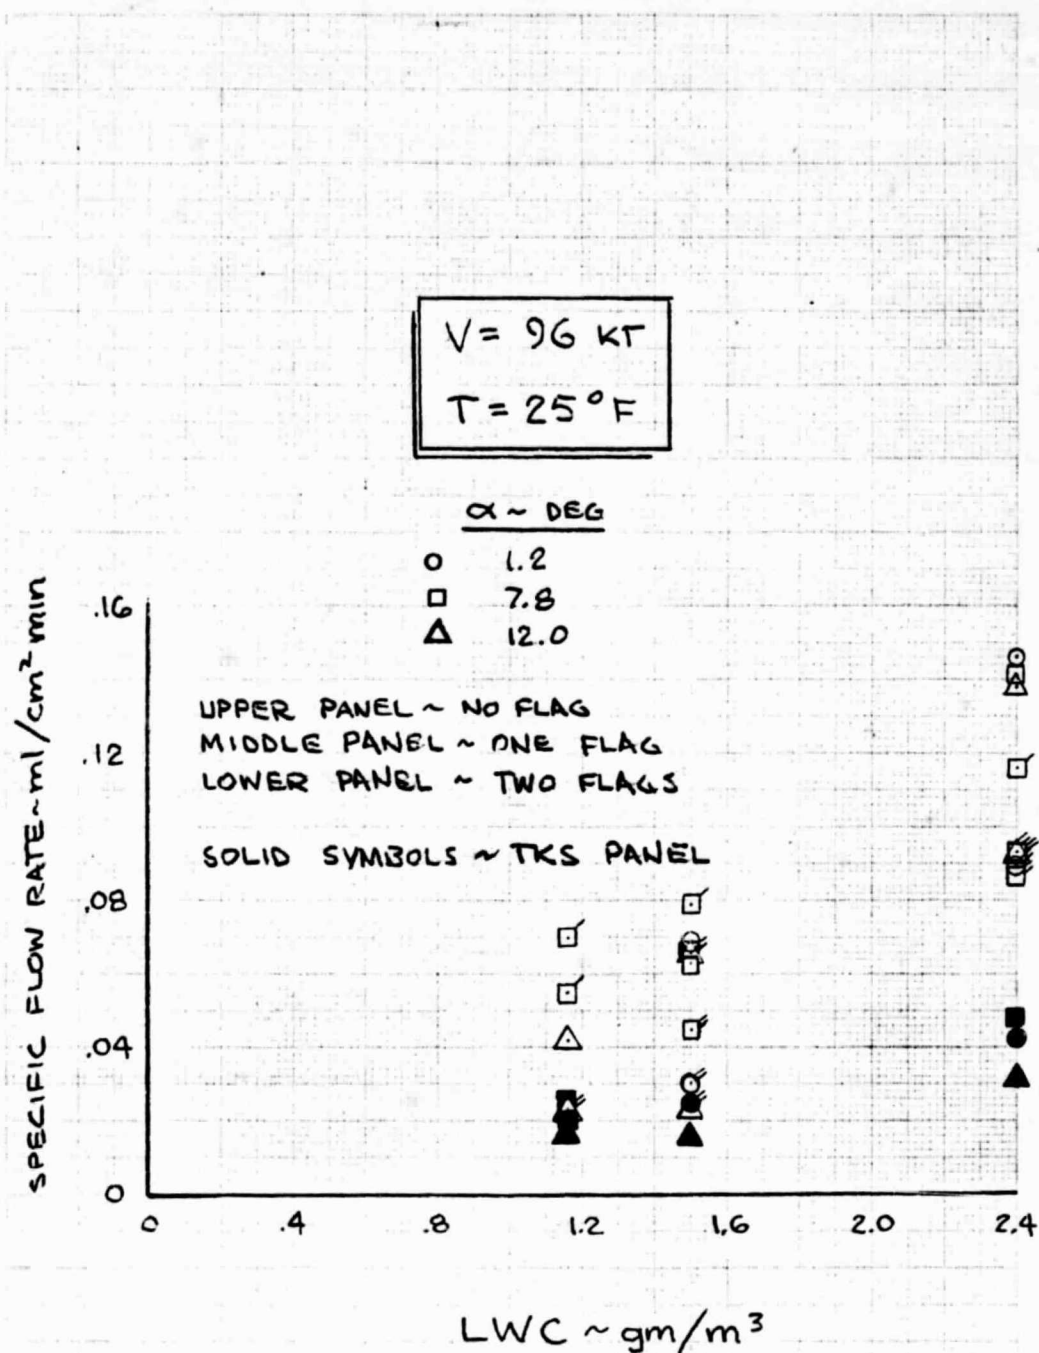 V = 96 KT
T = 25°F
α ~ DEG
○ 1.2
□ 7.8
△ 12.0
UPPER PANEL ~ NO FLAG
MIDDLE PANEL ~ ONE FLAG
LOWER PANEL ~ TWO FLAGS
SOLID SYMBOLS ~ TKS PANEL
SPECIFIC FLOW RATE ~ ml/cm² min
.16
.12
.08
.04
0
0 .4 .8 1.2 1.6 2.0 2.4
LWC ~ gm/m³